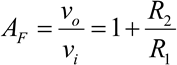 A_F = v_o / v_i = 1 + R_2 / R_1